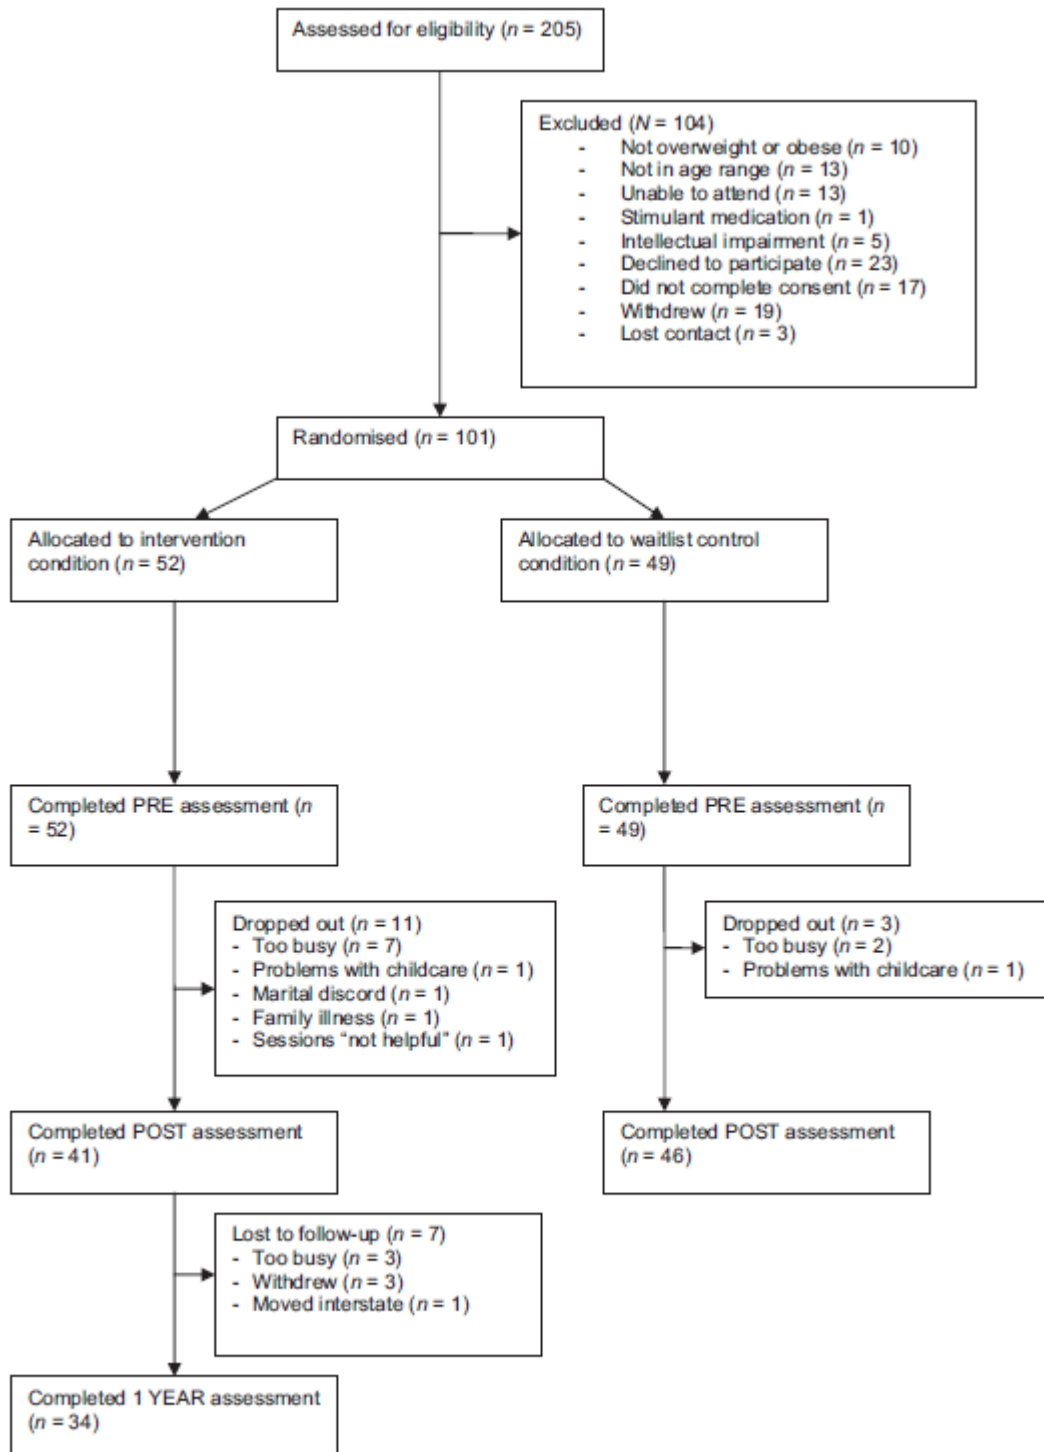 Assessed for eligibility (n = 205)
Excluded (N = 104)
- Not overweight or obese (n = 10)
- Not in age range (n = 13)
- Unable to attend (n = 13)
- Stimulant medication (n = 1)
- Intellectual impairment (n = 5)
- Declined to participate (n = 23)
- Did not complete consent (n = 17)
- Withdrew (n = 19)
- Lost contact (n = 3)
Randomised (n = 101)
Allocated to intervention
condition (n = 52)
Allocated to waitlist control
condition (n = 49)
Completed PRE assessment (n
= 52)
Completed PRE assessment (n
= 49)
Dropped out (n = 11)
- Too busy (n = 7)
- Problems with childcare (n = 1)
- Marital discord (n = 1)
- Family illness (n = 1)
- Sessions “not helpful” (n = 1)
Dropped out (n = 3)
- Too busy (n = 2)
- Problems with childcare (n = 1)
Completed POST assessment
(n = 41)
Completed POST assessment
(n = 46)
Lost to follow-up (n = 7)
- Too busy (n = 3)
- Withdrew (n = 3)
- Moved interstate (n = 1)
Completed 1 YEAR assessment
(n = 34)